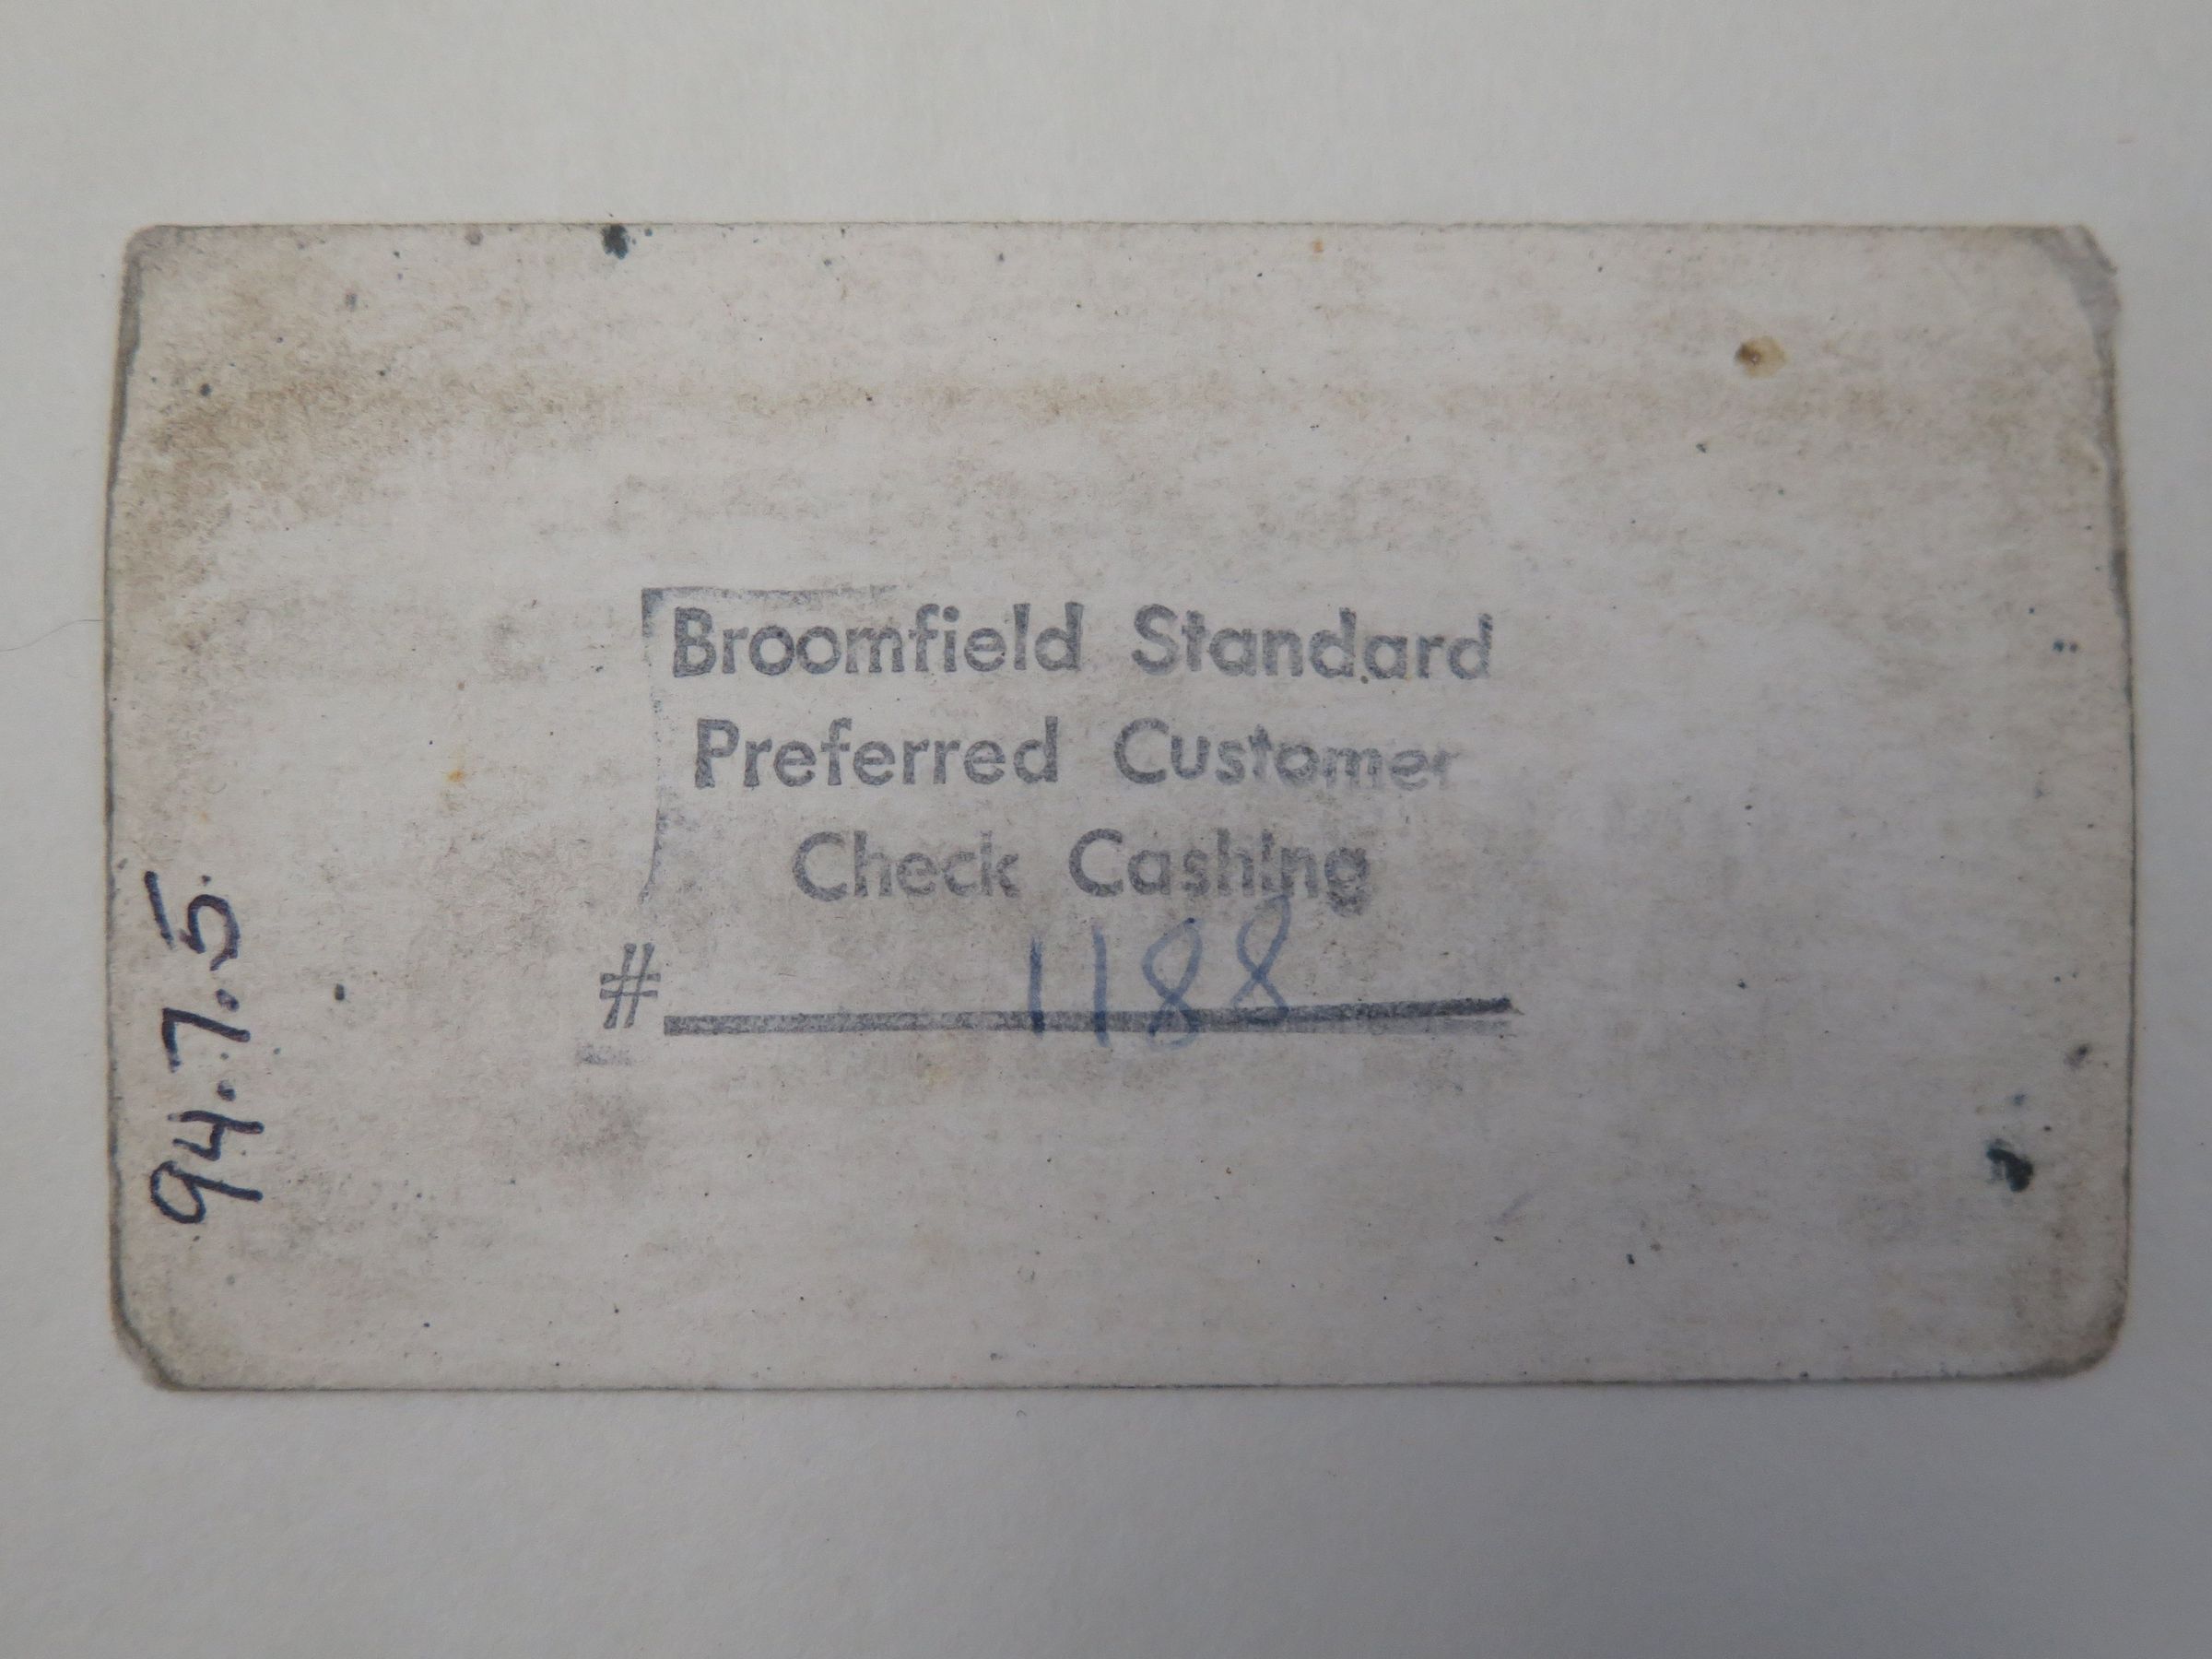 Broomfield Standard
Preferred Customer
Check Cashing
# 1188
94.7.5